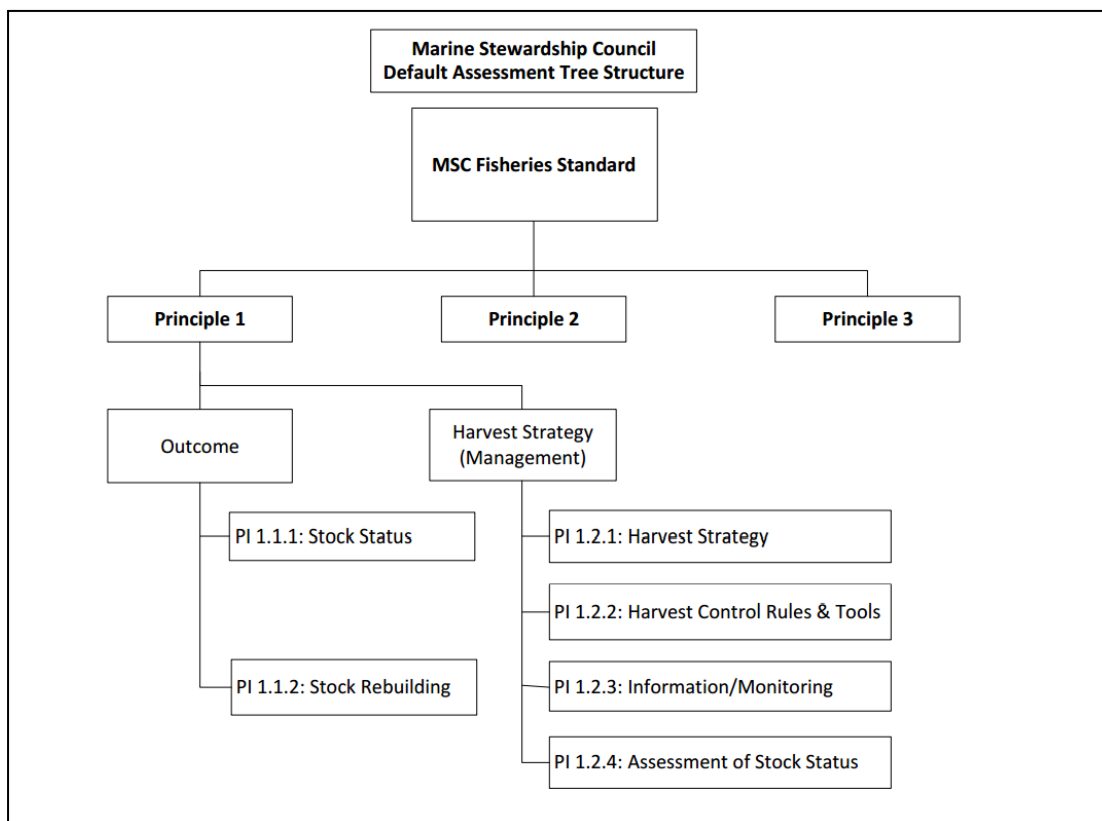 Marine Stewardship Council
Default Assessment Tree Structure
MSC Fisheries Standard
Principle 1
Principle 2
Principle 3
Outcome
Harvest Strategy
(Management)
PI 1.1.1: Stock Status
PI 1.1.2: Stock Rebuilding
PI 1.2.1: Harvest Strategy
PI 1.2.2: Harvest Control Rules & Tools
PI 1.2.3: Information/Monitoring
PI 1.2.4: Assessment of Stock Status